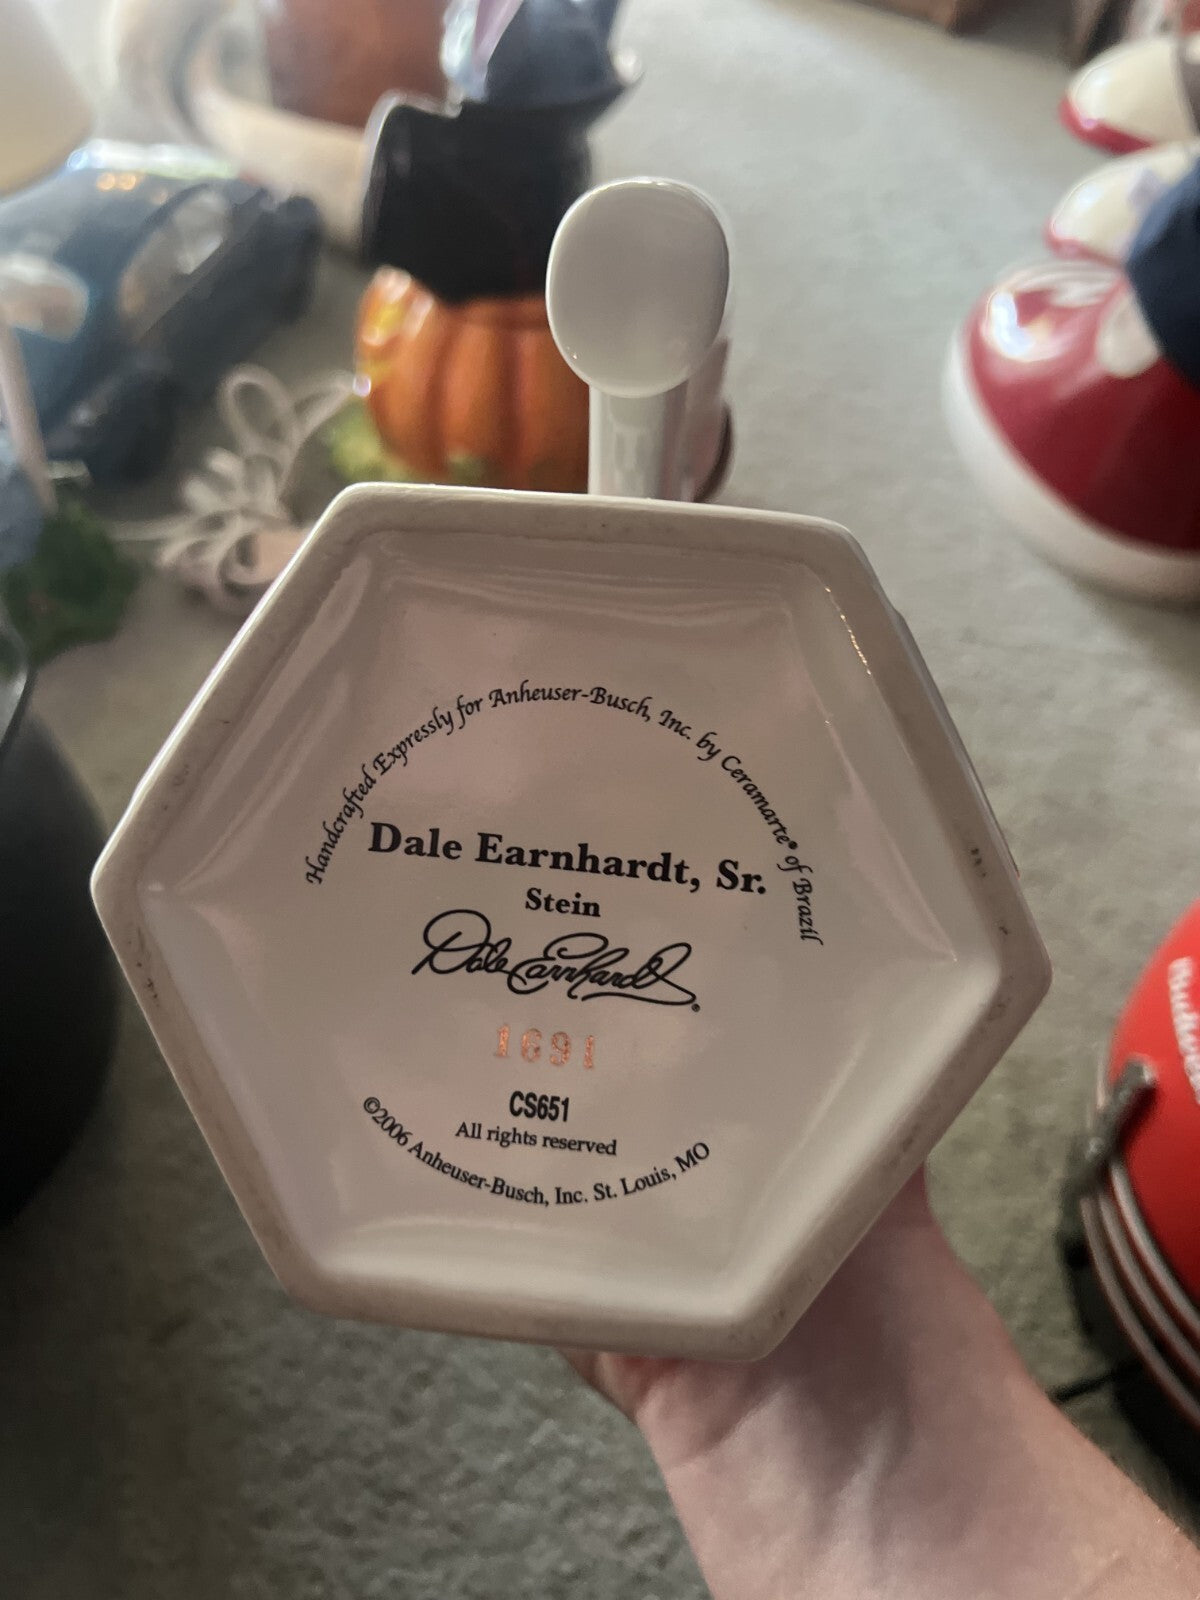 Handcrafted Expressly for Anheuser-Busch, Inc. by Ceramarte® of Brazil
Dale Earnhardt, Sr.
Stein
Dale Earnhardt®
1691
CS651
All rights reserved
©2006 Anheuser-Busch, Inc. St. Louis, MO